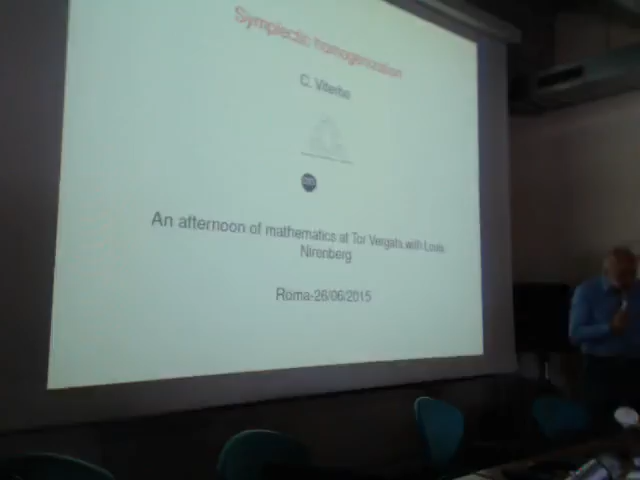 Symplectic homogenization
C. Viterbo
An afternoon of mathematics at Tor Vergata with Louis
Nirenberg
Roma-26/06/2015